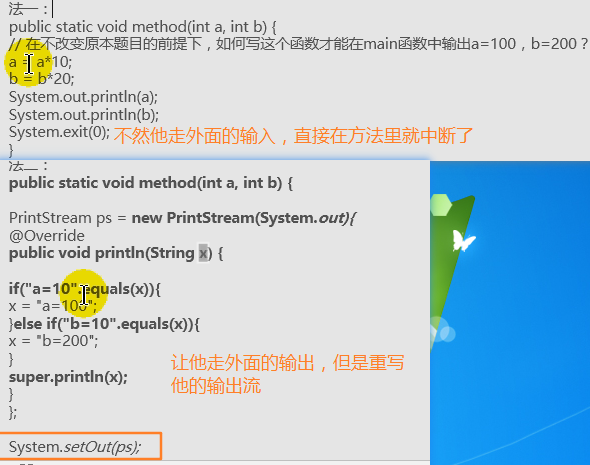 法一：
public static void method(int a, int b) {
// 在不改变原本题目的前提下，如何写这个函数才能在main函数中输出a=100，b=200？
a = a*10;
b = b*20;
System.out.println(a);
System.out.println(b);
System.exit(0); 不然他走外面的输入，直接在方法里就中断了
}
法二：
public static void method(int a, int b) {
PrintStream ps = new PrintStream(System.out){
@Override
public void println(String x) {
if("a=10".equals(x)){
x = "a=100";
}else if("b=10".equals(x)){
x = "b=200";
}
super.println(x);
}
};
让他走外面的输出，但是重写
他的输出流
System.setOut(ps);